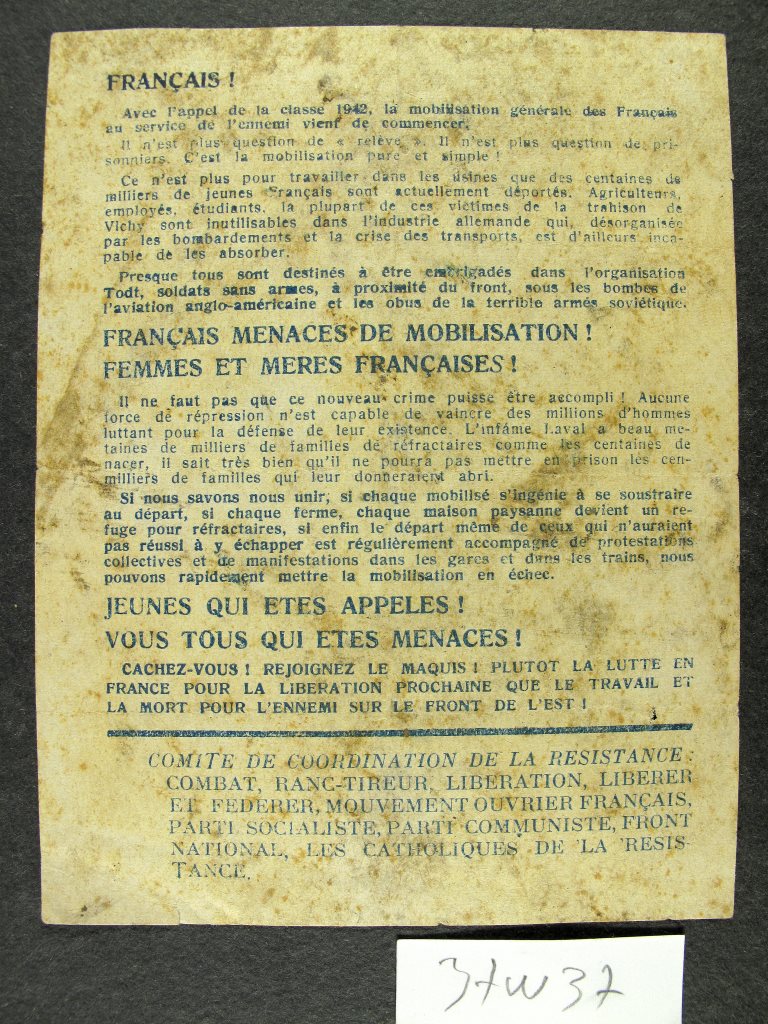 FRANÇAIS !
Avec l'appel de la classe 1942, la mobilisation générale des Français
au service de l'ennemi vient de commencer.
Il n'est plus question de « relève ». Il n'est plus question de pri-
sonniers. C'est la mobilisation pure et simple !
Ce n'est plus pour travailler dans les usines que des centaines de
milliers de jeunes Français sont actuellement déportés. Agriculteurs,
employés, étudiants, la plupart de ces victimes de la trahison de
Vichy sont inutilisables dans l'industrie allemande qui, désorganisée
par les bombardements et la crise des transports, est d'ailleurs inca-
pable de les absorber.
Presque tous sont destinés à être embrigadés dans l'organisation
Todt, soldats sans armes, à proximité du front, sous les bombes de
l'aviation anglo-américaine et les obus de la terrible armés soviétique.
FRANÇAIS MENACES DE MOBILISATION !
FEMMES ET MERES FRANÇAISES !
Il ne faut pas que ce nouveau crime puisse être accompli ! Aucune
force de répression n'est capable de vaincre des millions d'hommes
luttant pour la défense de leur existence. L'infâme Laval a beau me-
taines de milliers de familles de réfractaires comme les centaines de
nacer, il sait très bien qu'il ne pourra pas mettre en prison les cen-
milliers de familles qui leur donneraient abri.
Si nous savons nous unir, si chaque mobilisé s'ingénie à se soustraire
au départ, si chaque ferme, chaque maison paysanne devient un re-
fuge pour réfractaires, si enfin le départ même de ceux qui n'auraient
pas réussi à y échapper est régulièrement accompagné de protestations
collectives et de manifestations dans les gares et dans les trains, nous
pouvons rapidement mettre la mobilisation en échec.
JEUNES QUI ETES APPELES !
VOUS TOUS QUI ETES MENACES !
CACHEZ-VOUS ! REJOIGNEZ LE MAQUIS ! PLUTOT LA LUTTE EN
FRANCE POUR LA LIBERATION PROCHAINE QUE LE TRAVAIL ET
LA MORT POUR L'ENNEMI SUR LE FRONT DE L'EST !
COMITE DE COORDINATION DE LA RESISTANCE :
COMBAT, RANC-TIREUR, LIBERATION, LIBERER
ET FEDERER, MOUVEMENT OUVRIER FRANÇAIS,
PARTI SOCIALISTE, PARTI COMMUNISTE, FRONT
NATIONAL, LES CATHOLIQUES DE LA RESIS-
TANCE.
37W37